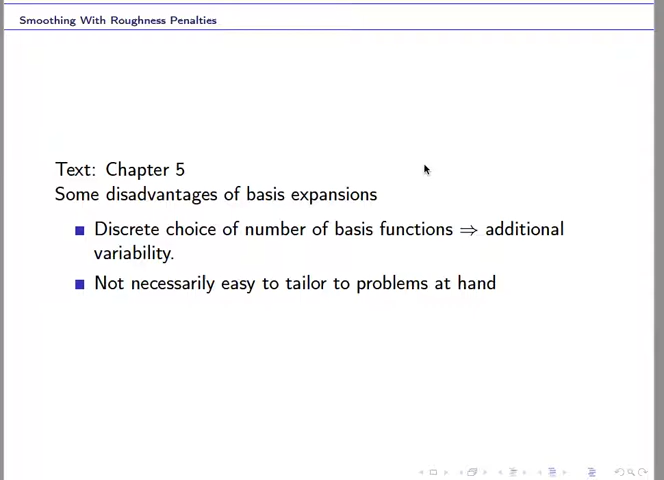 Smoothing With Roughness Penalties
Text: Chapter 5
Some disadvantages of basis expansions
Discrete choice of number of basis functions ⇒ additional
variability.
Not necessarily easy to tailor to problems at hand